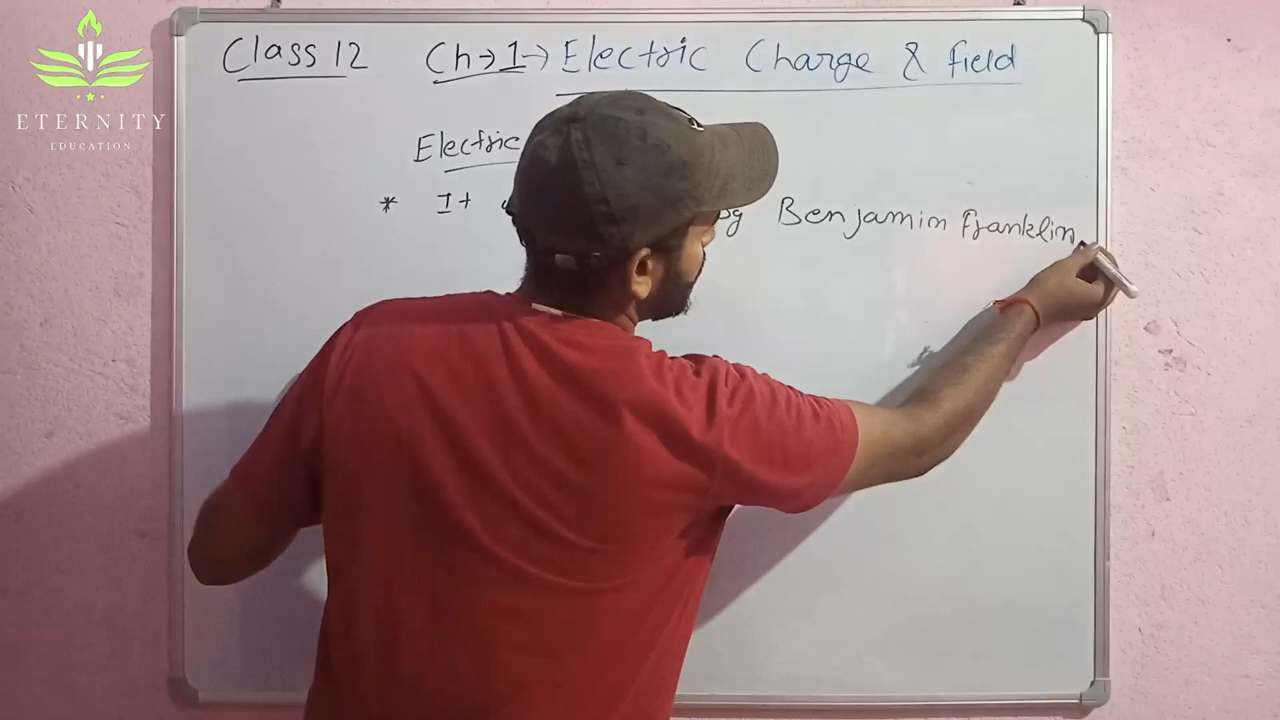 ETERNITY
EDUCATION
Class 12 Ch → 1 → Electric Charge & Field
Electric
* It Benjamin Franklin